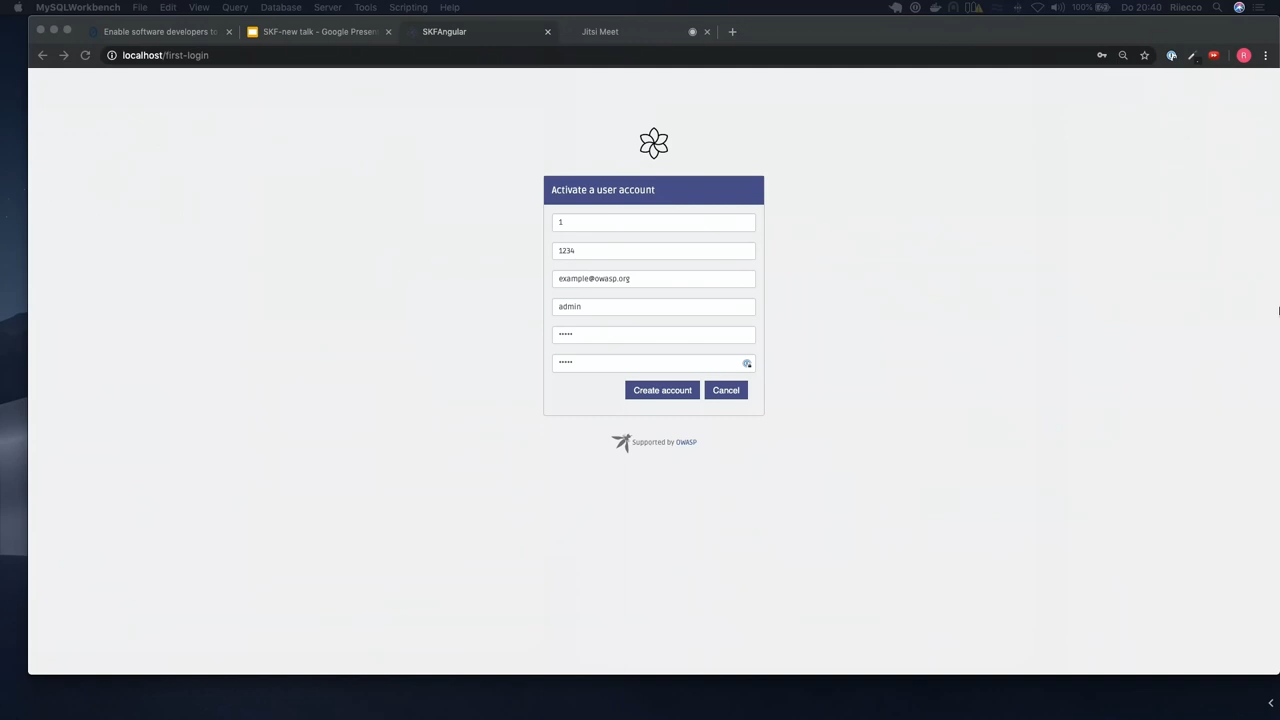 MySQLWorkbench File Edit View Query Database Server Tools Scripting Help 100% Do 20:40 Riiecco
Enable software developers to SKF-new talk - Google Presen SKFAngular Jitsi Meet
localhost/first-login R
Activate a user account
1
1234
example@owasp.org
admin
•••••
•••••
Create account Cancel
Supported by OWASP